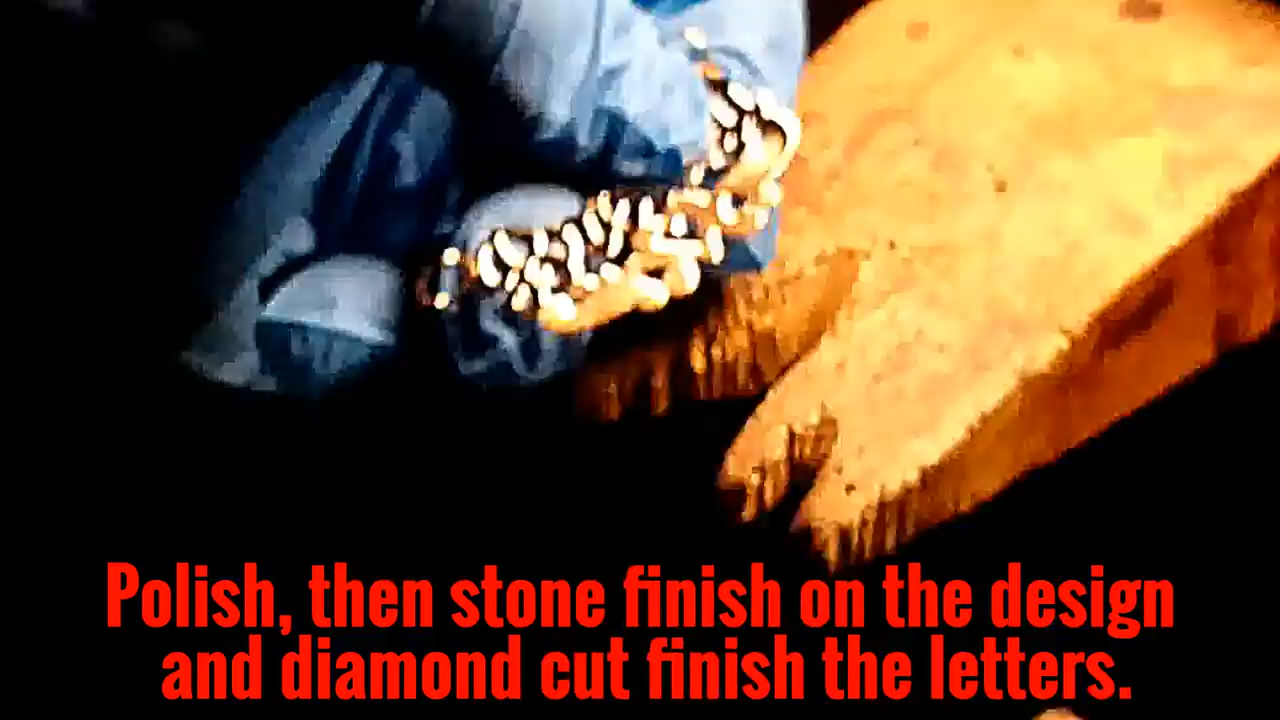 Polish, then stone finish on the design
and diamond cut finish the letters.